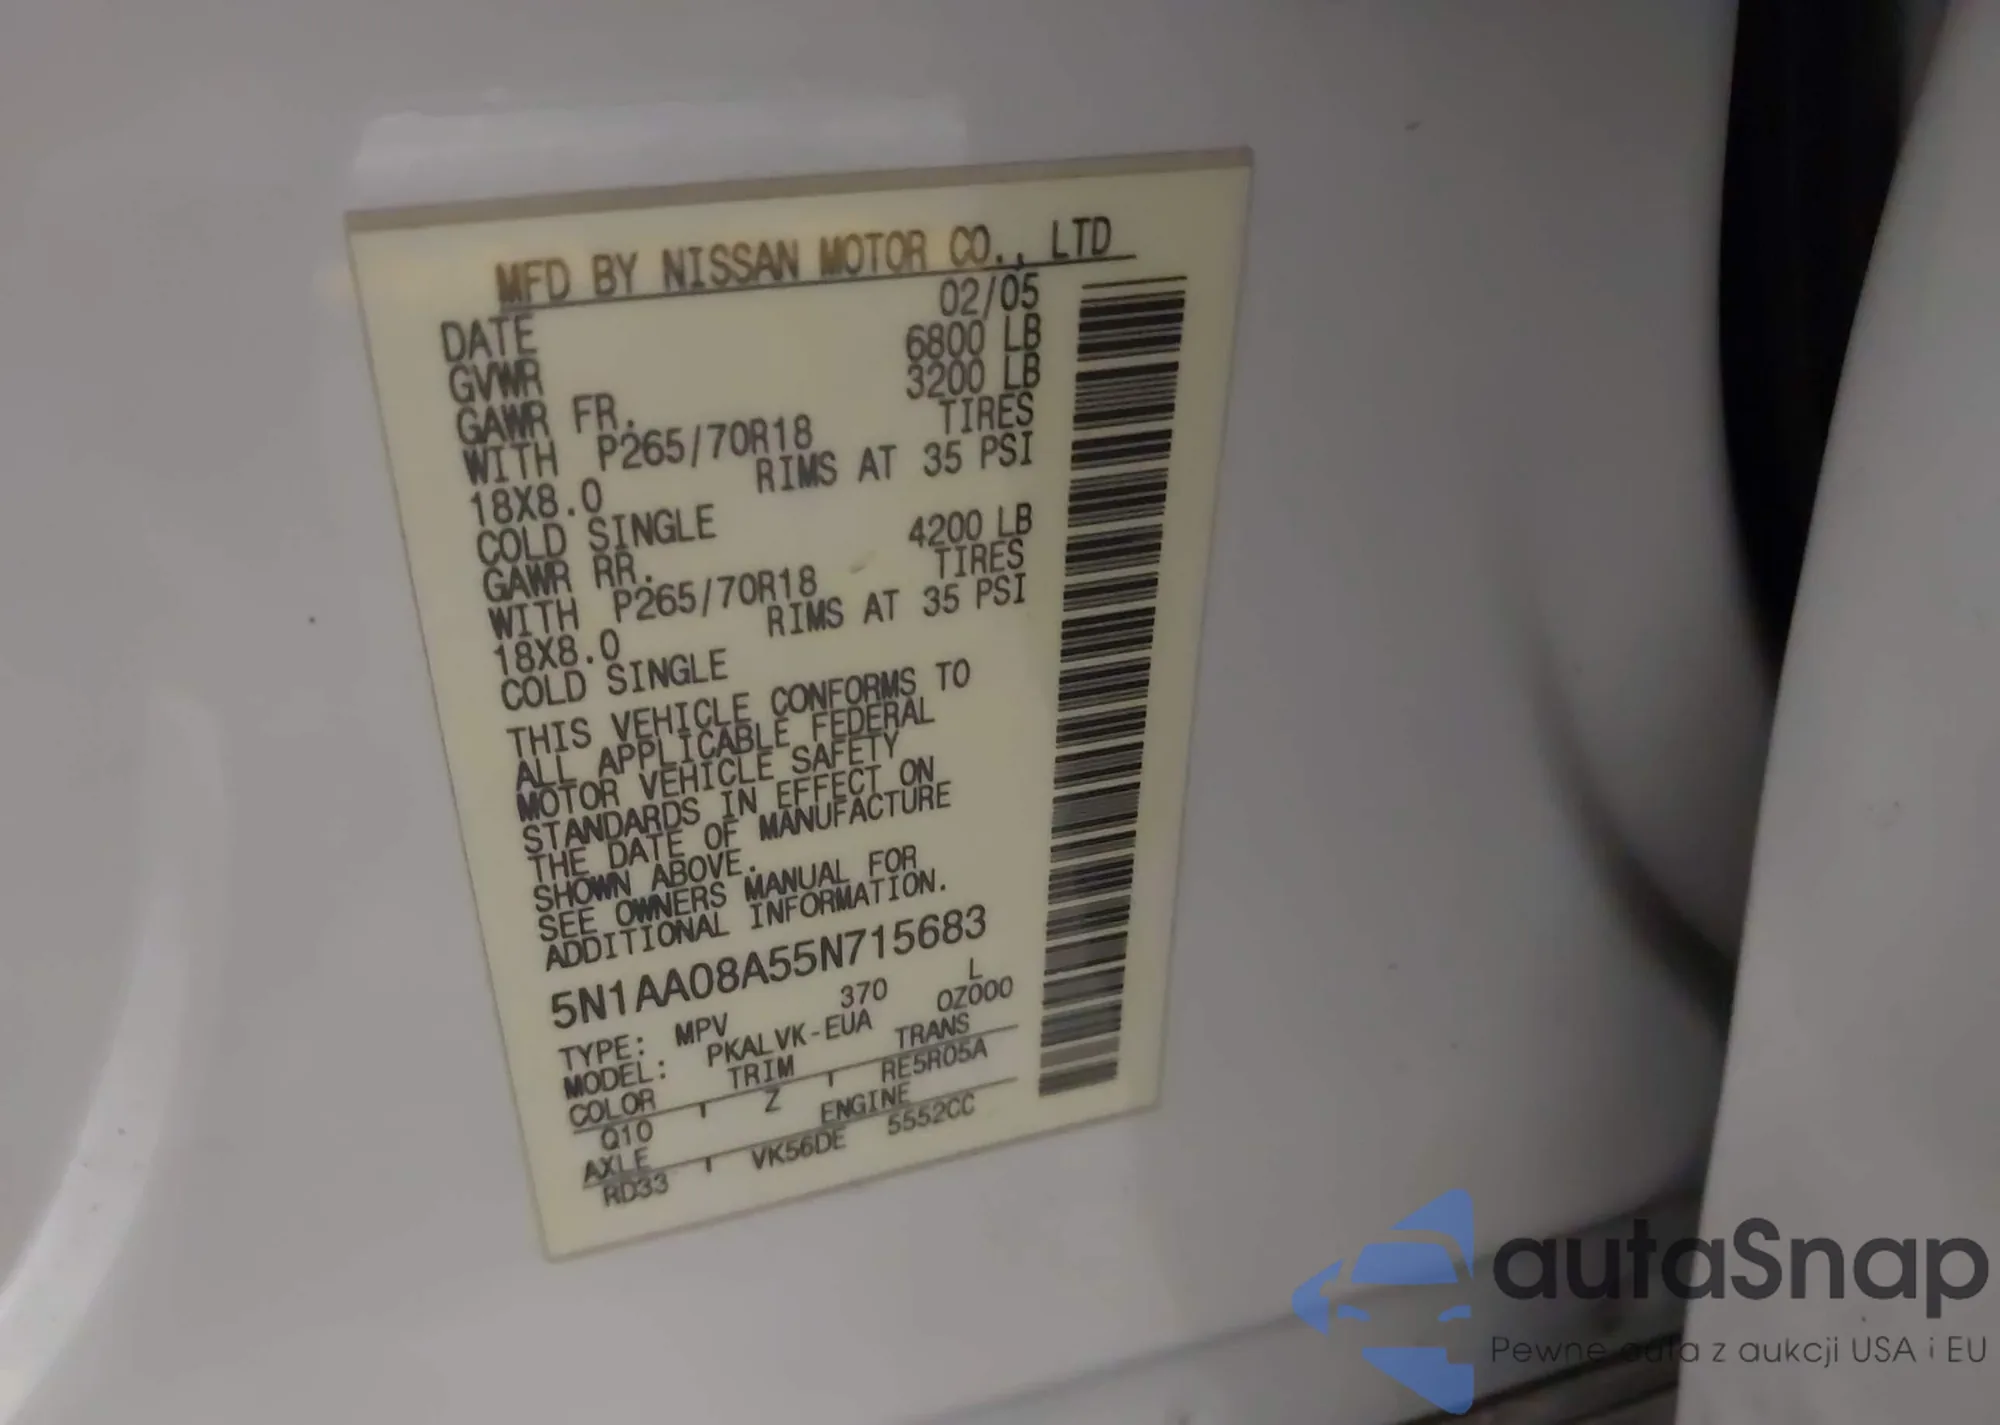 MFD BY NISSAN MOTOR CO., LTD
DATE 02/05
GVWR 6800 LB
GAWR FR. 3200 LB
WITH P265/70R18 TIRES
18X8.0 RIMS AT 35 PSI
COLD SINGLE
GAWR RR. 4200 LB
WITH P265/70R18 TIRES
18X8.0 RIMS AT 35 PSI
COLD SINGLE
THIS VEHICLE CONFORMS TO
ALL APPLICABLE FEDERAL
MOTOR VEHICLE SAFETY
STANDARDS IN EFFECT ON
THE DATE OF MANUFACTURE
SHOWN ABOVE.
SEE OWNERS MANUAL FOR
ADDITIONAL INFORMATION.
5N1AA08A55N715683
TYPE: MPV 370 L
MODEL: PKALVK-EUA OZ000
COLOR TRIM TRANS
Q10 Z RE5R05A
AXLE ENGINE
RD33 VK56DE 5552CC
autaSnap
Pewne auta z aukcji USA i EU